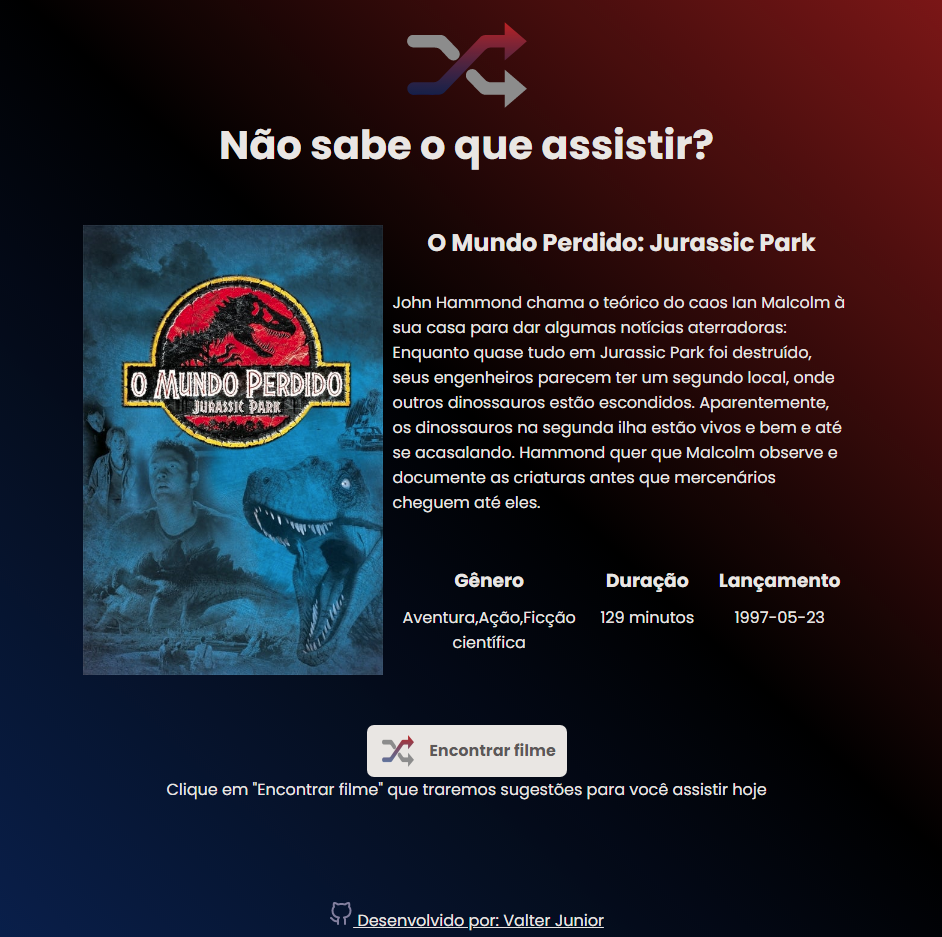 Não sabe o que assistir?
O MUNDO PERDIDO
JURASSIC PARK
O Mundo Perdido: Jurassic Park
John Hammond chama o teórico do caos Ian Malcolm à
sua casa para dar algumas notícias aterradoras:
Enquanto quase tudo em Jurassic Park foi destruído,
seus engenheiros parecem ter um segundo local, onde
outros dinossauros estão escondidos. Aparentemente,
os dinossauros na segunda ilha estão vivos e bem e até
se acasalando. Hammond quer que Malcolm observe e
documente as criaturas antes que mercenários
cheguem até eles.
Gênero
Aventura,Ação,Ficção
científica
Duração
129 minutos
Lançamento
1997-05-23
Encontrar filme
Clique em "Encontrar filme" que traremos sugestões para você assistir hoje
Desenvolvido por: Valter Junior